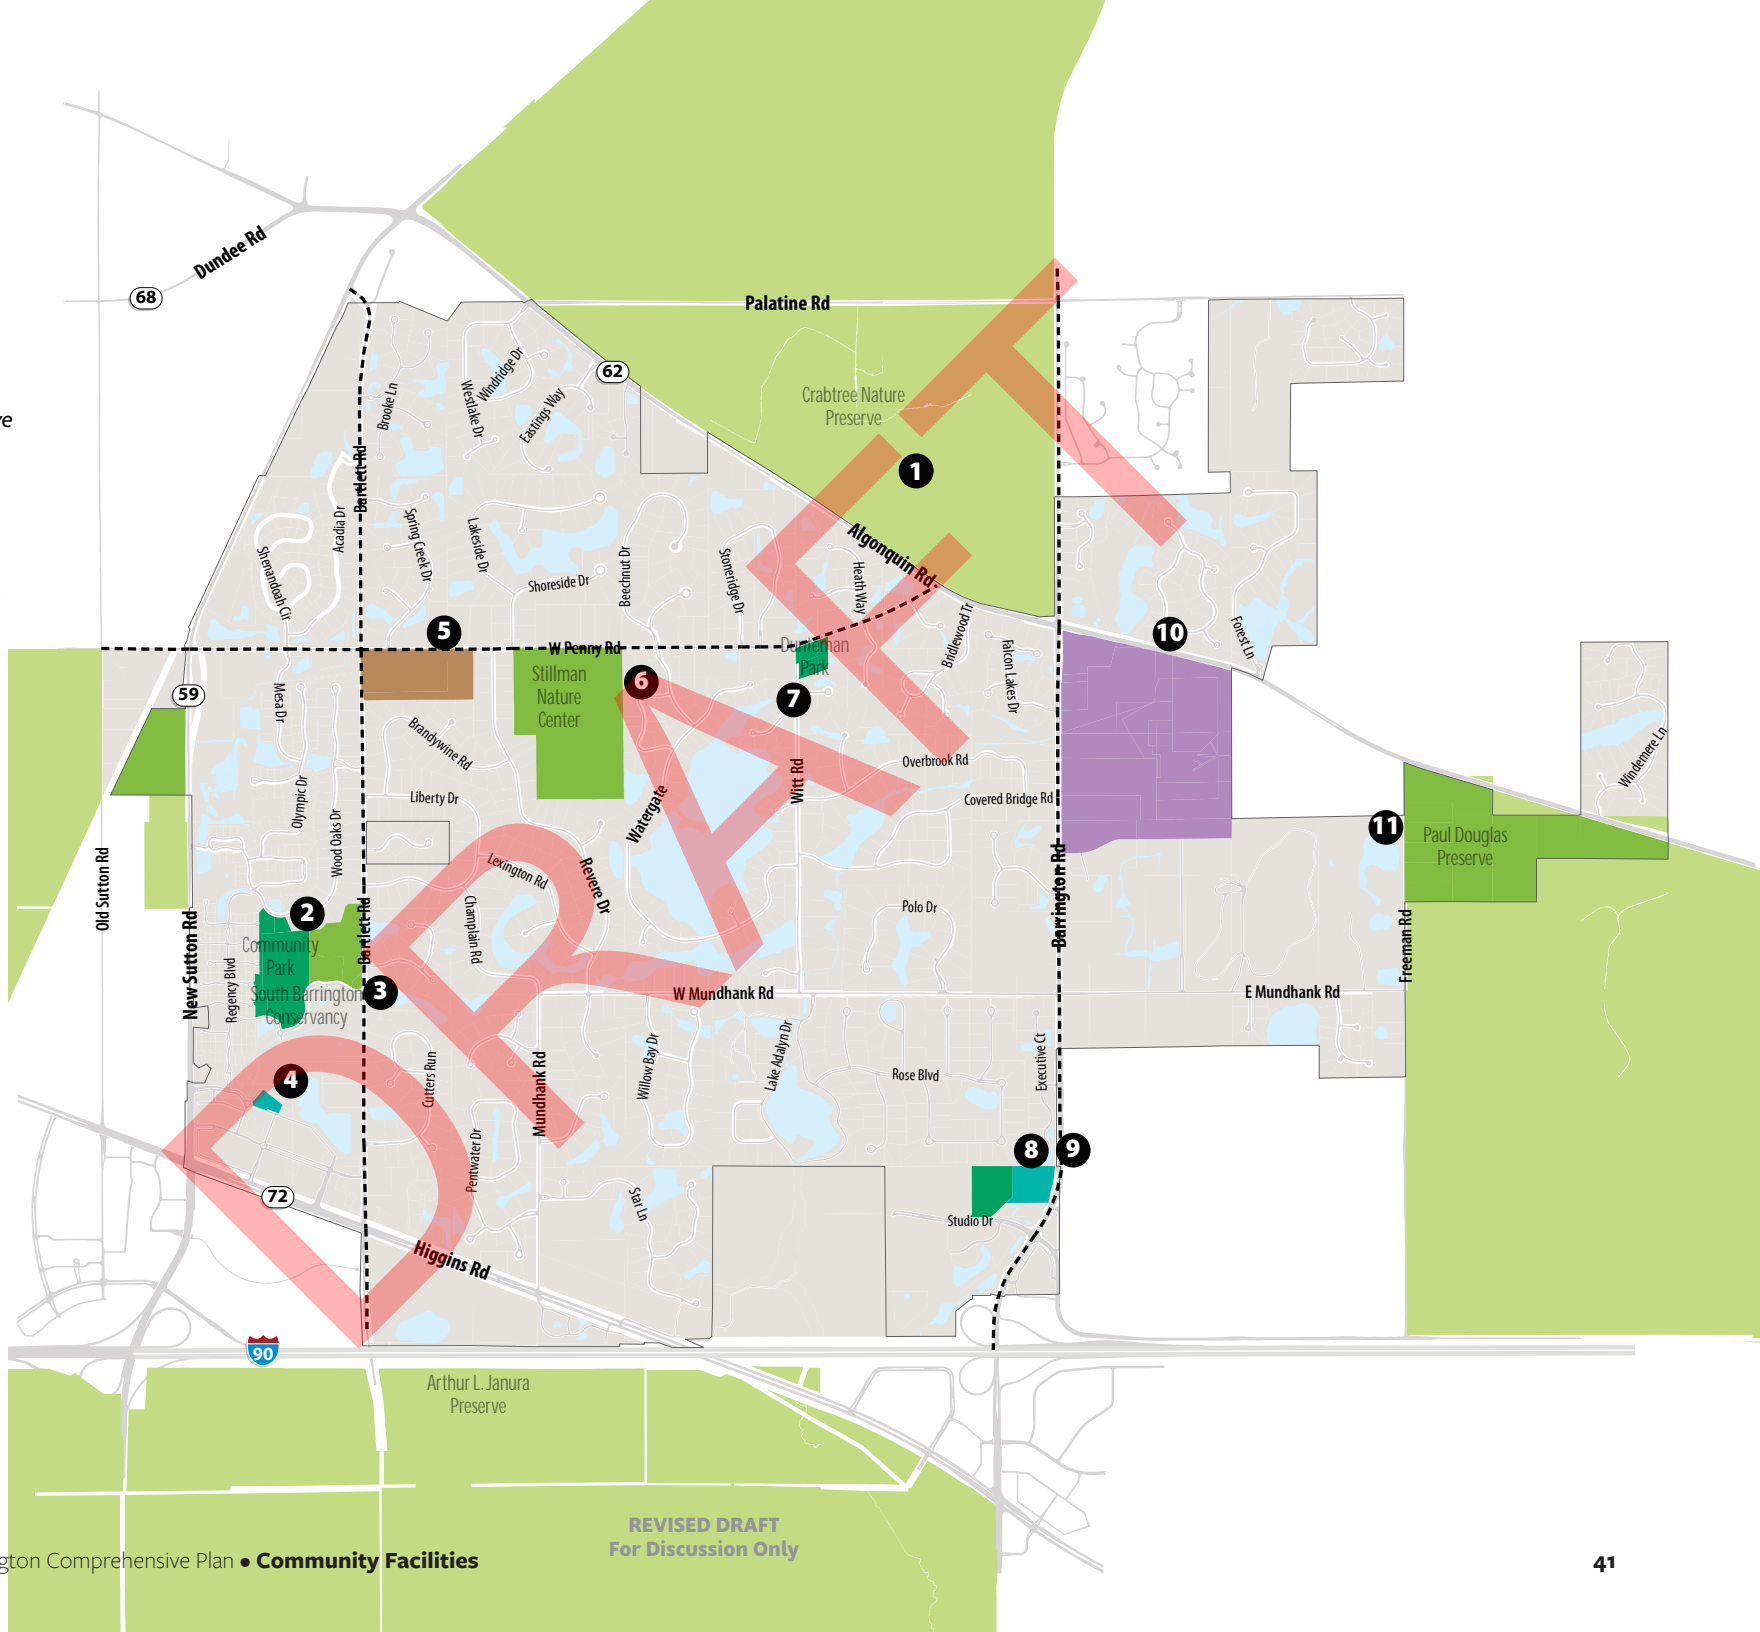 Dundee Rd
68
Palatine Rd
62
Windridge Dr
Westlake Dr
Eastings Way
Brooke Ln
Crabtree Nature
Preserve
1
ve
Bartlett Rd
Acadia Dr
Spring Creek Dr
Lakeside Dr
Shenandoah Cir
Shoreside Dr
Beechnut Dr
Stoneridge Dr
Algonquin Rd
Heath Way
Bridlewood Tr
Falcon Lakes Dr
Forest Ln
5
W Penny Rd
Dunteman
Park
10
59
Mesa Dr
Stillman
Nature
Center
6
7
Brandywine Rd
Overbrook Rd
Witt Rd
Windemere Ln
Liberty Dr
Olympic Dr
Wood Oaks Dr
Watergate
Covered Bridge Rd
11
Paul Douglas
Preserve
Old Sutton Rd
Lexington Rd
Revere Dr
Barrington Rd
2
Bartlett Rd
Champlain Rd
Polo Dr
New Sutton Rd
Community
Park
Regency Blvd
South Barrington
Conservancy
3
W Mundhank Rd
E Mundhank Rd
Freeman Rd
4
Cutters Run
Mundhank Rd
Willow Bay Dr
Lake Adalyn Dr
Rose Blvd
Executive Ct
Pentwater Dr
8
9
72
Star Ln
Studio Dr
Higgins Rd
90
Arthur L. Janura
Preserve
DRAFT
REVISED DRAFT
For Discussion Only
gton Comprehensive Plan • Community Facilities
41